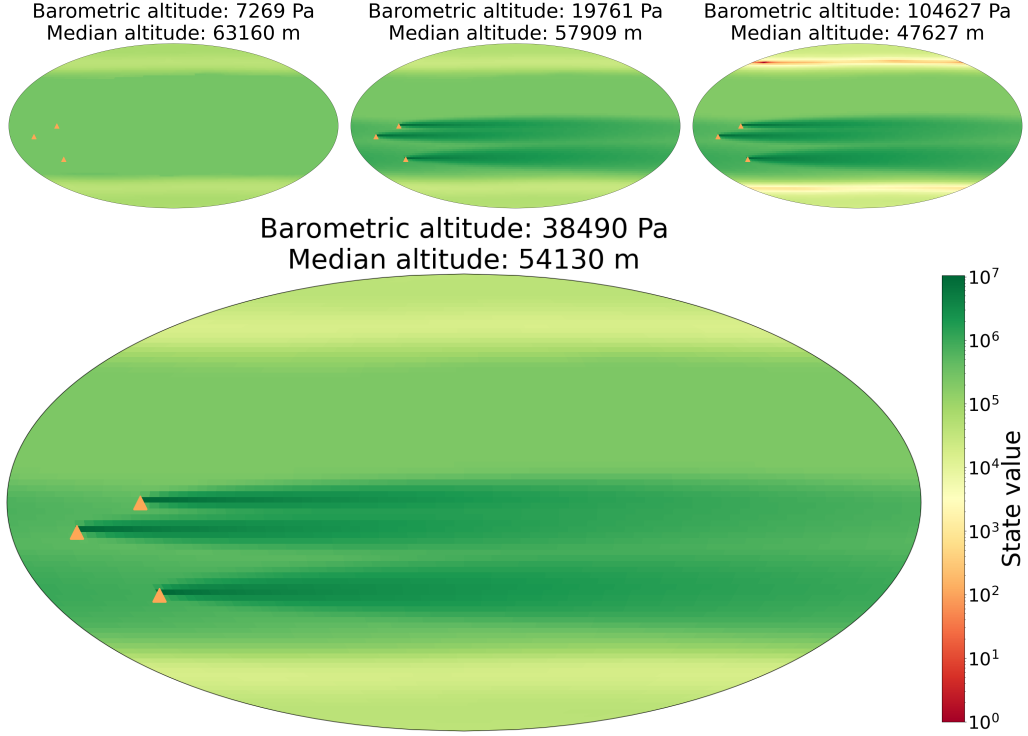 Barometric altitude: 7269 Pa
Median altitude: 63160 m
Barometric altitude: 19761 Pa
Median altitude: 57909 m
Barometric altitude: 104627 Pa
Median altitude: 47627 m
Barometric altitude: 38490 Pa
Median altitude: 54130 m
10⁷
10⁶
10⁵
10⁴
10³
10²
10¹
10⁰
State value